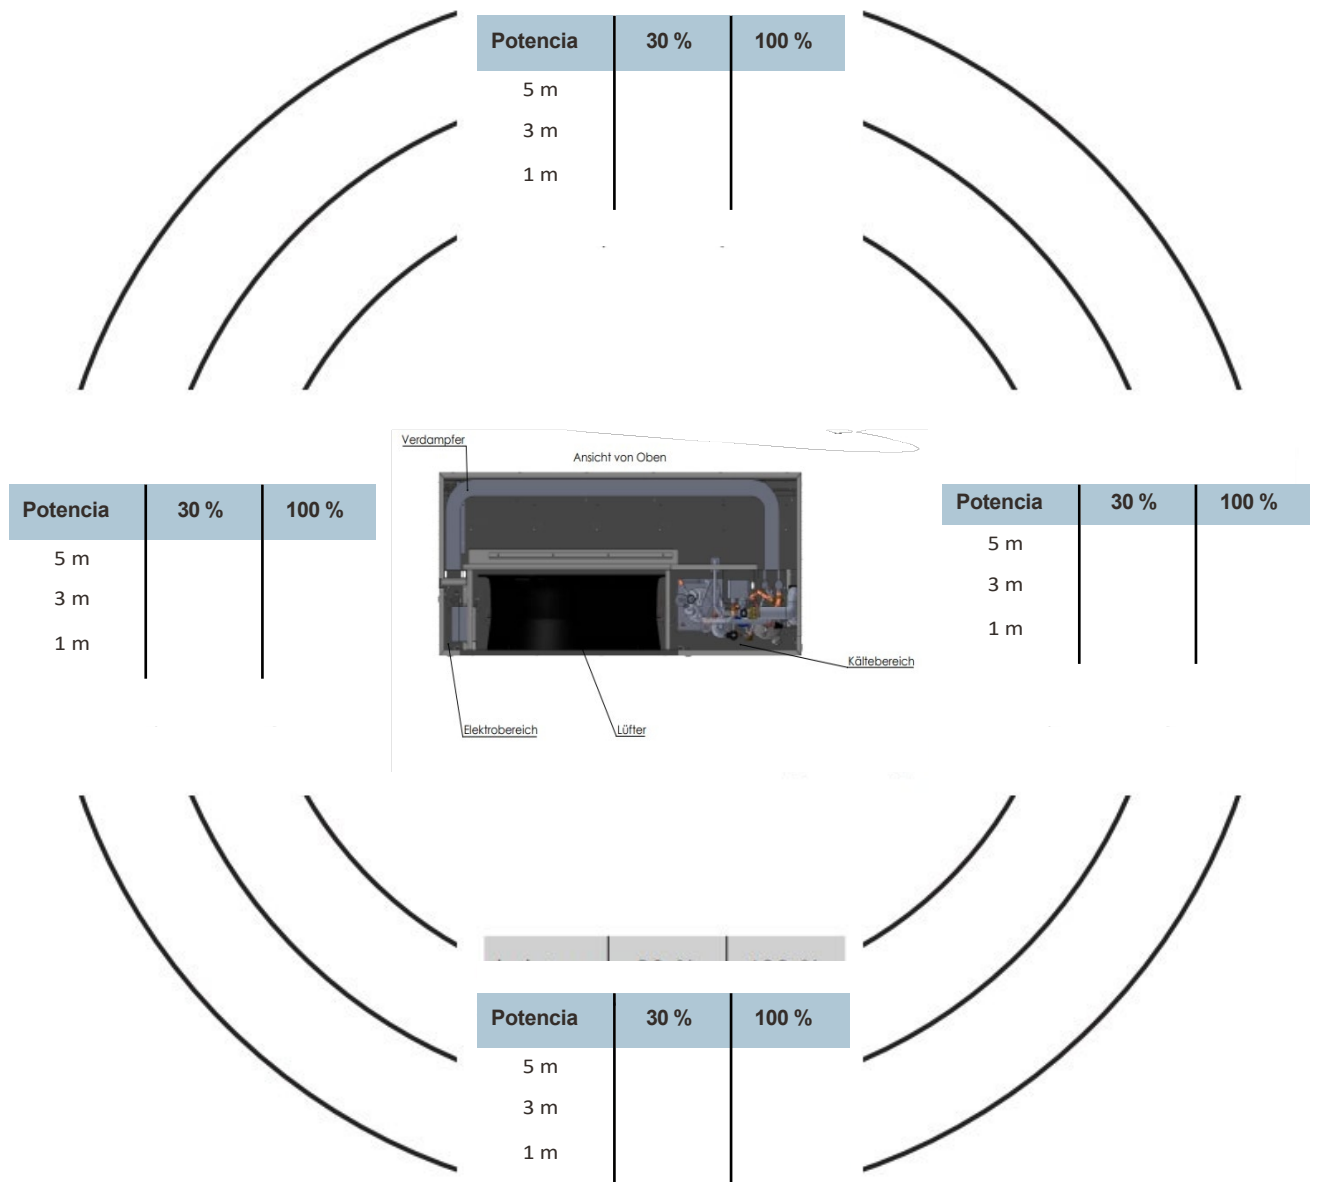 Potencia 30 % 100 %
5 m
3 m
1 m
Verdampfer
Ansicht von Oben
Potencia 30 % 100 %
5 m
3 m
1 m
Potencia 30 % 100 %
5 m
3 m
1 m
Kältebereich
Elektrobereich
Lüfter
Potencia 30 % 100 %
5 m
3 m
1 m